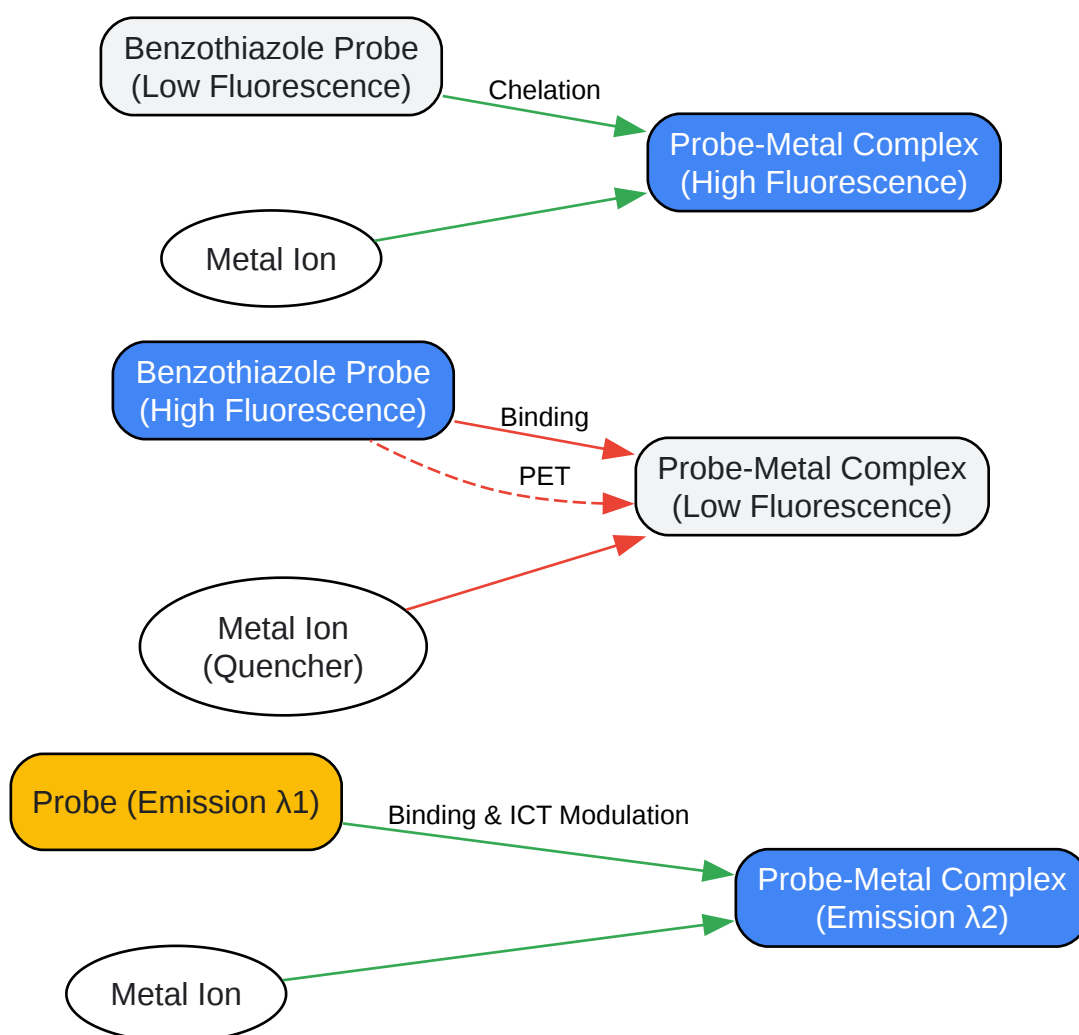 Benzothiazole Probe
(Low Fluorescence)
Chelation
Probe-Metal Complex
(High Fluorescence)
Metal Ion
Benzothiazole Probe
(High Fluorescence)
Binding
PET
Probe-Metal Complex
(Low Fluorescence)
Metal Ion
(Quencher)
Probe (Emission λ1)
Binding & ICT Modulation
Probe-Metal Complex
(Emission λ2)
Metal Ion